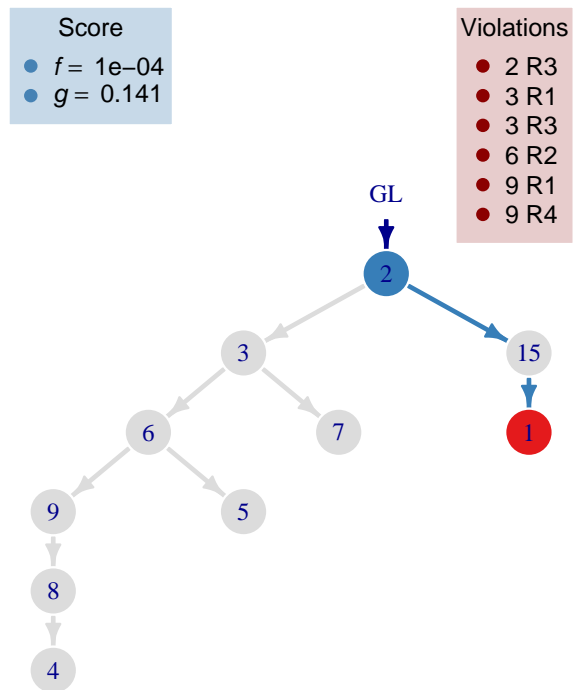 Score
f = 1e−04
g = 0.141
Violations
2 R3
3 R1
3 R3
6 R2
9 R1
9 R4
GL
2
3
15
6
7
1
9
5
8
4